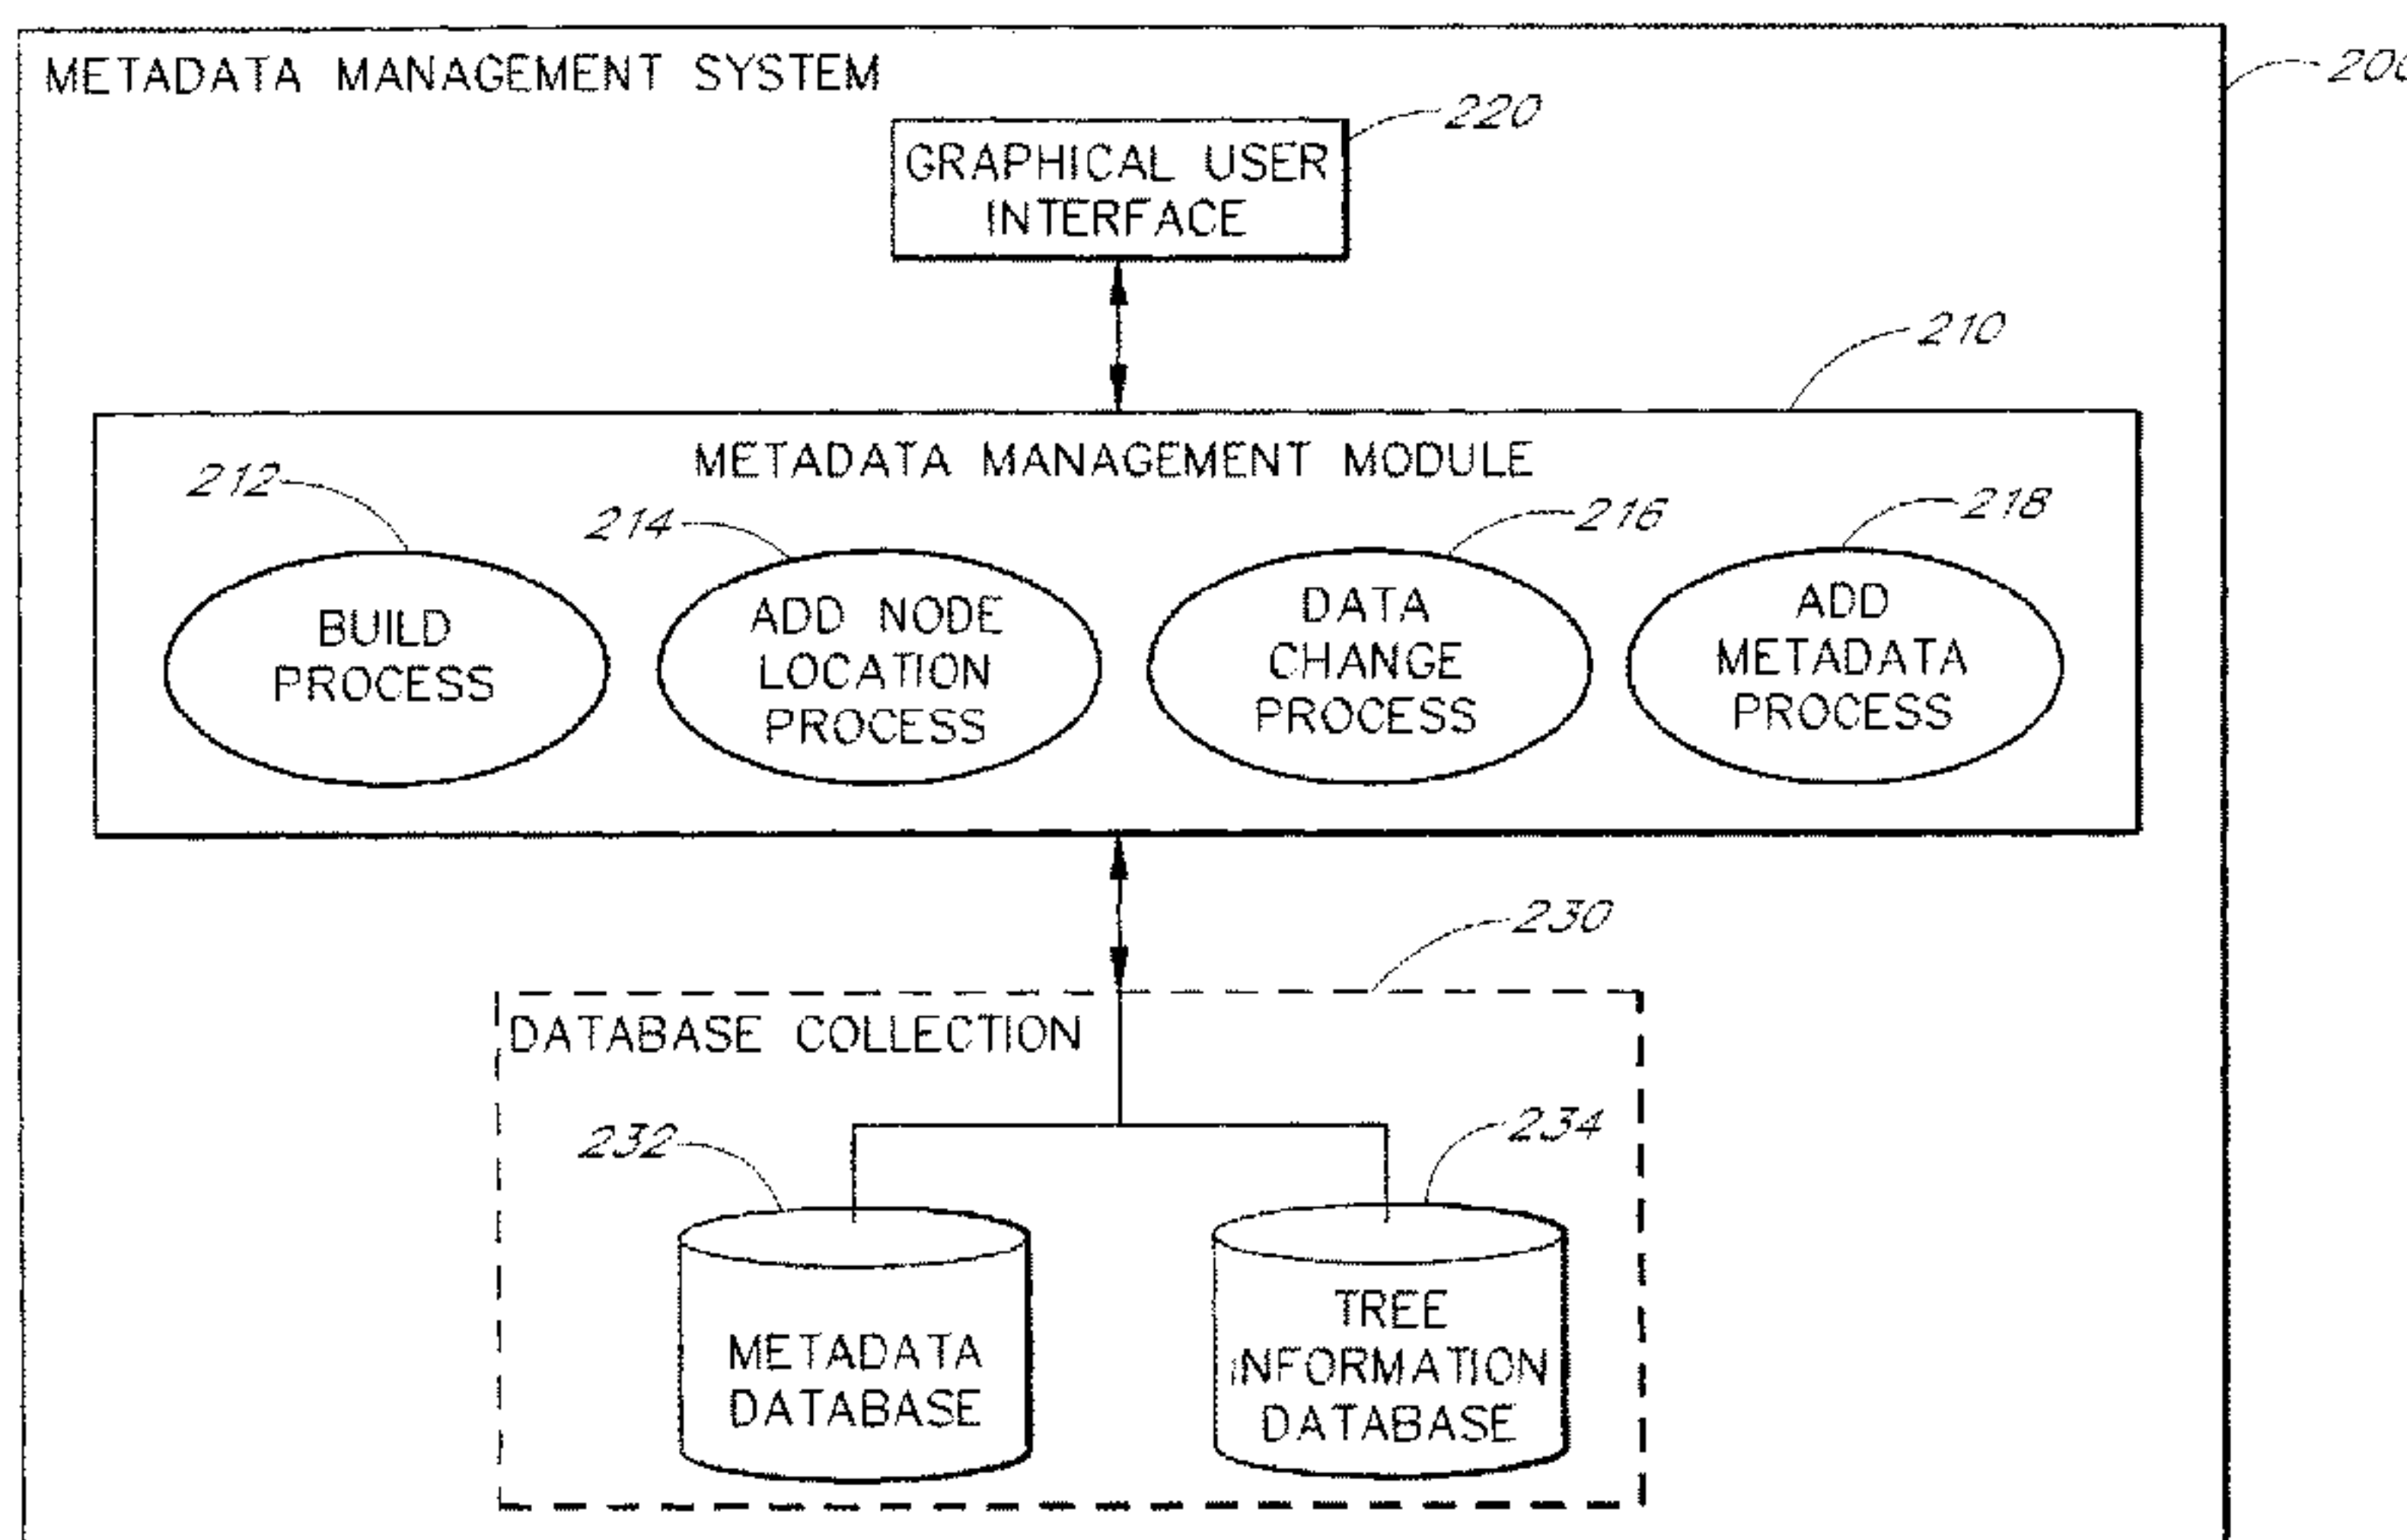 METADATA MANAGEMENT SYSTEM
220
GRAPHICAL USER
INTERFACE
210
METADATA MANAGEMENT MODULE
212
214
216
218
BUILD
PROCESS
ADD NODE
LOCATION
PROCESS
DATA
CHANGE
PROCESS
ADD
METADATA
PROCESS
230
DATABASE COLLECTION
232
234
METADATA
DATABASE
TREE
INFORMATION
DATABASE